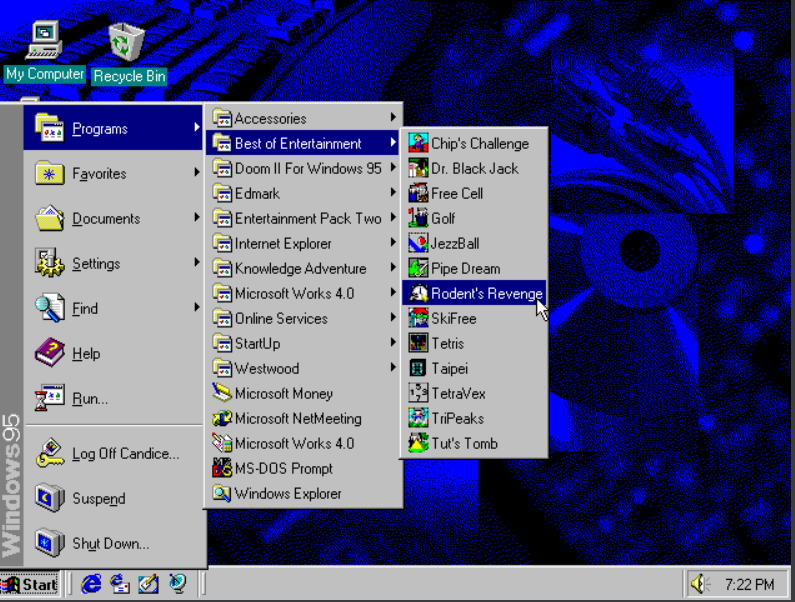 My Computer
Recycle Bin
Programs
Favorites
Documents
Settings
Find
Help
Run...
Log Off Candice...
Suspend
Shut Down...
Windows95
Accessories
Best of Entertainment
Doom II For Windows 95
Edmark
Entertainment Pack Two
Internet Explorer
Knowledge Adventure
Microsoft Works 4.0
Online Services
StartUp
Westwood
Microsoft Money
Microsoft NetMeeting
Microsoft Works 4.0
MS-DOS Prompt
Windows Explorer
Chip's Challenge
Dr. Black Jack
Free Cell
Golf
JezzBall
Pipe Dream
Rodent's Revenge
SkiFree
Tetris
Taipei
TetraVex
TriPeaks
Tut's Tomb
Start
7:22 PM